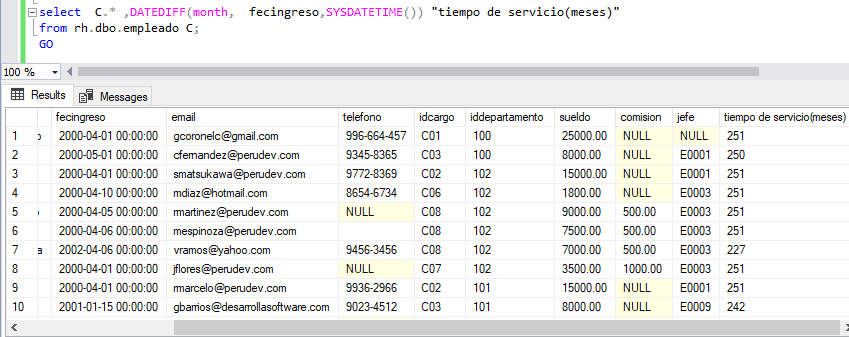 select C.* ,DATEDIFF(month, fecingreso,SYSDATETIME()) "tiempo de servicio(meses)"
from rh.dbo.empleado C;
GO
100 %
Results Messages
fecingreso email telefono idcargo iddepartamento sueldo comision jefe tiempo de servicio(meses)
1 o 2000-04-01 00:00:00 gcoronelc@gmail.com 996-664-457 C01 100 25000.00 NULL NULL 251
2 2000-05-01 00:00:00 cfernandez@perudev.com 9345-8365 C03 100 8000.00 NULL E0001 250
3 2000-04-01 00:00:00 smatsukawa@perudev.com 9772-8369 C02 102 15000.00 NULL E0001 251
4 2000-04-10 00:00:00 mdiaz@hotmail.com 8654-6734 C06 102 1800.00 NULL E0003 251
5 o 2000-04-05 00:00:00 rmartinez@perudev.com NULL C08 102 9000.00 500.00 E0003 251
6 2000-04-06 00:00:00 mespinoza@perudev.com C08 102 7500.00 500.00 E0003 251
7 a 2002-04-06 00:00:00 vramos@yahoo.com 9456-3456 C08 102 7000.00 500.00 E0003 227
8 2000-04-01 00:00:00 jflores@perudev.com NULL C07 102 3500.00 1000.00 E0003 251
9 2000-04-01 00:00:00 rmarcelo@perudev.com 9936-2966 C02 101 15000.00 NULL E0001 251
10 2001-01-15 00:00:00 gbarrios@desarrollasoftware.com 9023-4512 C03 101 8000.00 NULL E0009 242